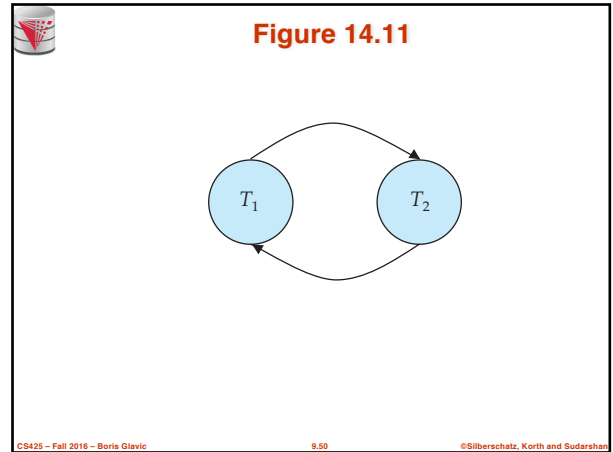 Figure 14.11
T1
T2
CS425 – Fall 2016 – Boris Glavic
9.50
©Silberschatz, Korth and Sudarshan